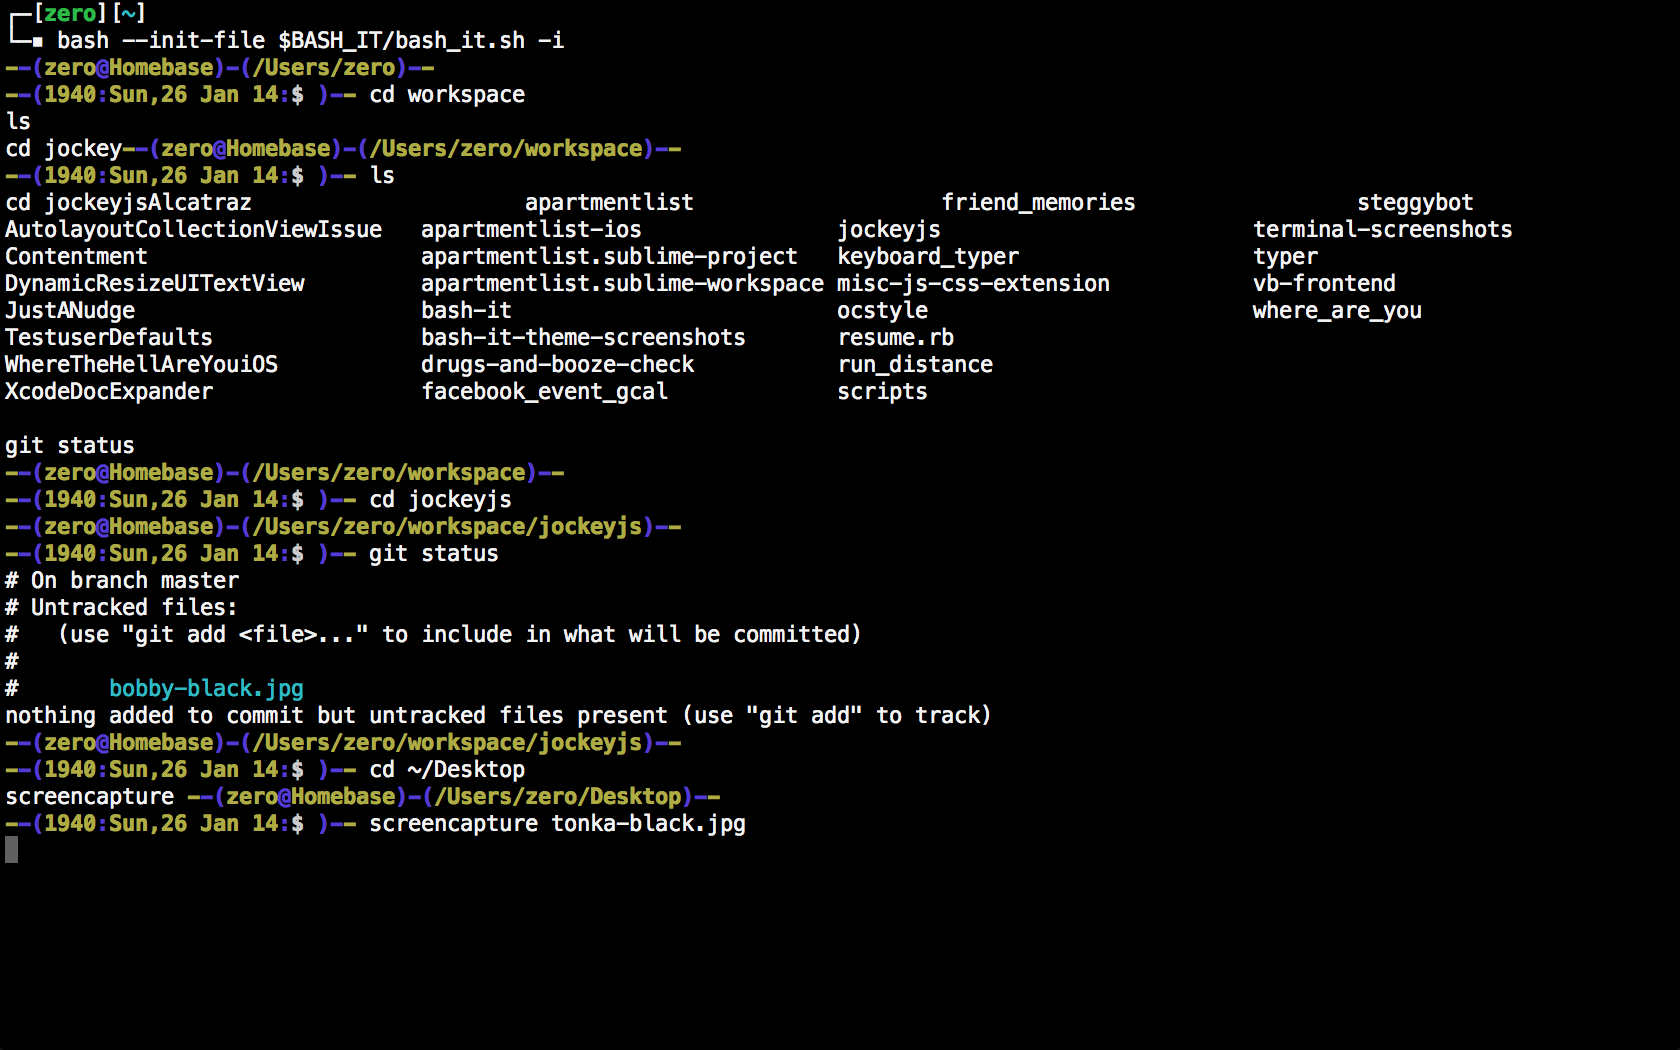 ┌─[zero][~]
└─▪ bash --init-file $BASH_IT/bash_it.sh -i
--(zero@Homebase)-(/Users/zero)--
--(1940:Sun,26 Jan 14:$ )-- cd workspace
ls
cd jockey--(zero@Homebase)-(/Users/zero/workspace)--
--(1940:Sun,26 Jan 14:$ )-- ls
cd jockeyjsAlcatraz                     apartmentlist                   friend_memories                 steggybot
AutolayoutCollectionViewIssue   apartmentlist-ios               jockeyjs                        terminal-screenshots
Contentment                     apartmentlist.sublime-project   keyboard_typer                  typer
DynamicResizeUITextView         apartmentlist.sublime-workspace misc-js-css-extension           vb-frontend
JustANudge                      bash-it                         ocstyle                         where_are_you
TestuserDefaults                bash-it-theme-screenshots       resume.rb
WhereTheHellAreYouiOS           drugs-and-booze-check           run_distance
XcodeDocExpander                facebook_event_gcal             scripts

git status
--(zero@Homebase)-(/Users/zero/workspace)--
--(1940:Sun,26 Jan 14:$ )-- cd jockeyjs
--(zero@Homebase)-(/Users/zero/workspace/jockeyjs)--
--(1940:Sun,26 Jan 14:$ )-- git status
# On branch master
# Untracked files:
#   (use "git add <file>..." to include in what will be committed)
#
#       bobby-black.jpg
nothing added to commit but untracked files present (use "git add" to track)
--(zero@Homebase)-(/Users/zero/workspace/jockeyjs)--
--(1940:Sun,26 Jan 14:$ )-- cd ~/Desktop
screencapture --(zero@Homebase)-(/Users/zero/Desktop)--
--(1940:Sun,26 Jan 14:$ )-- screencapture tonka-black.jpg